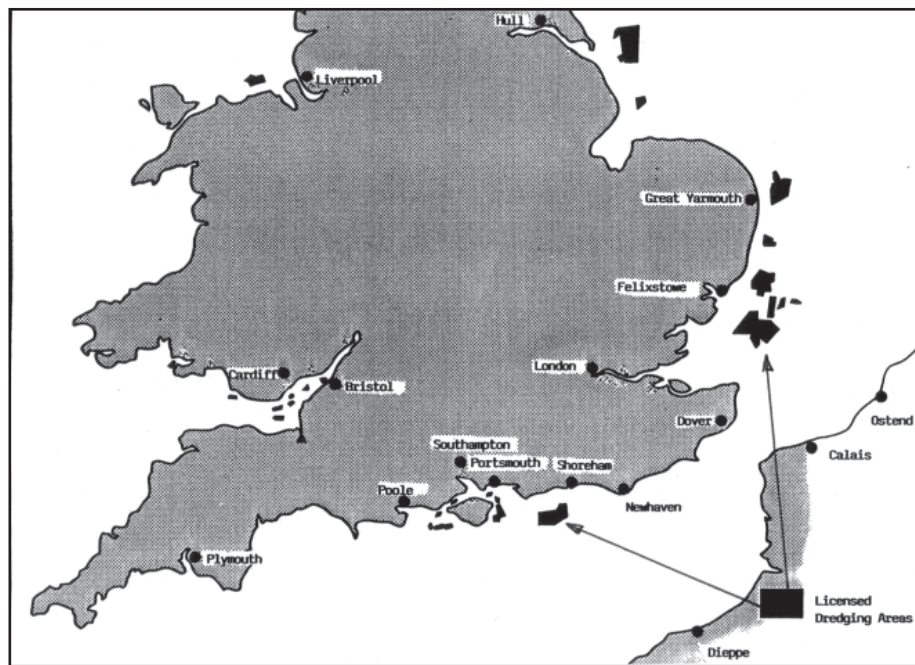 Hull
Liverpool
Great Yarmouth
Felixstowe
Cardiff
Bristol
London
Ostend
Dover
Calais
Southampton
Portsmouth
Shoreham
Poole
Newhaven
Plymouth
Licensed
Dredging Areas
Dieppe